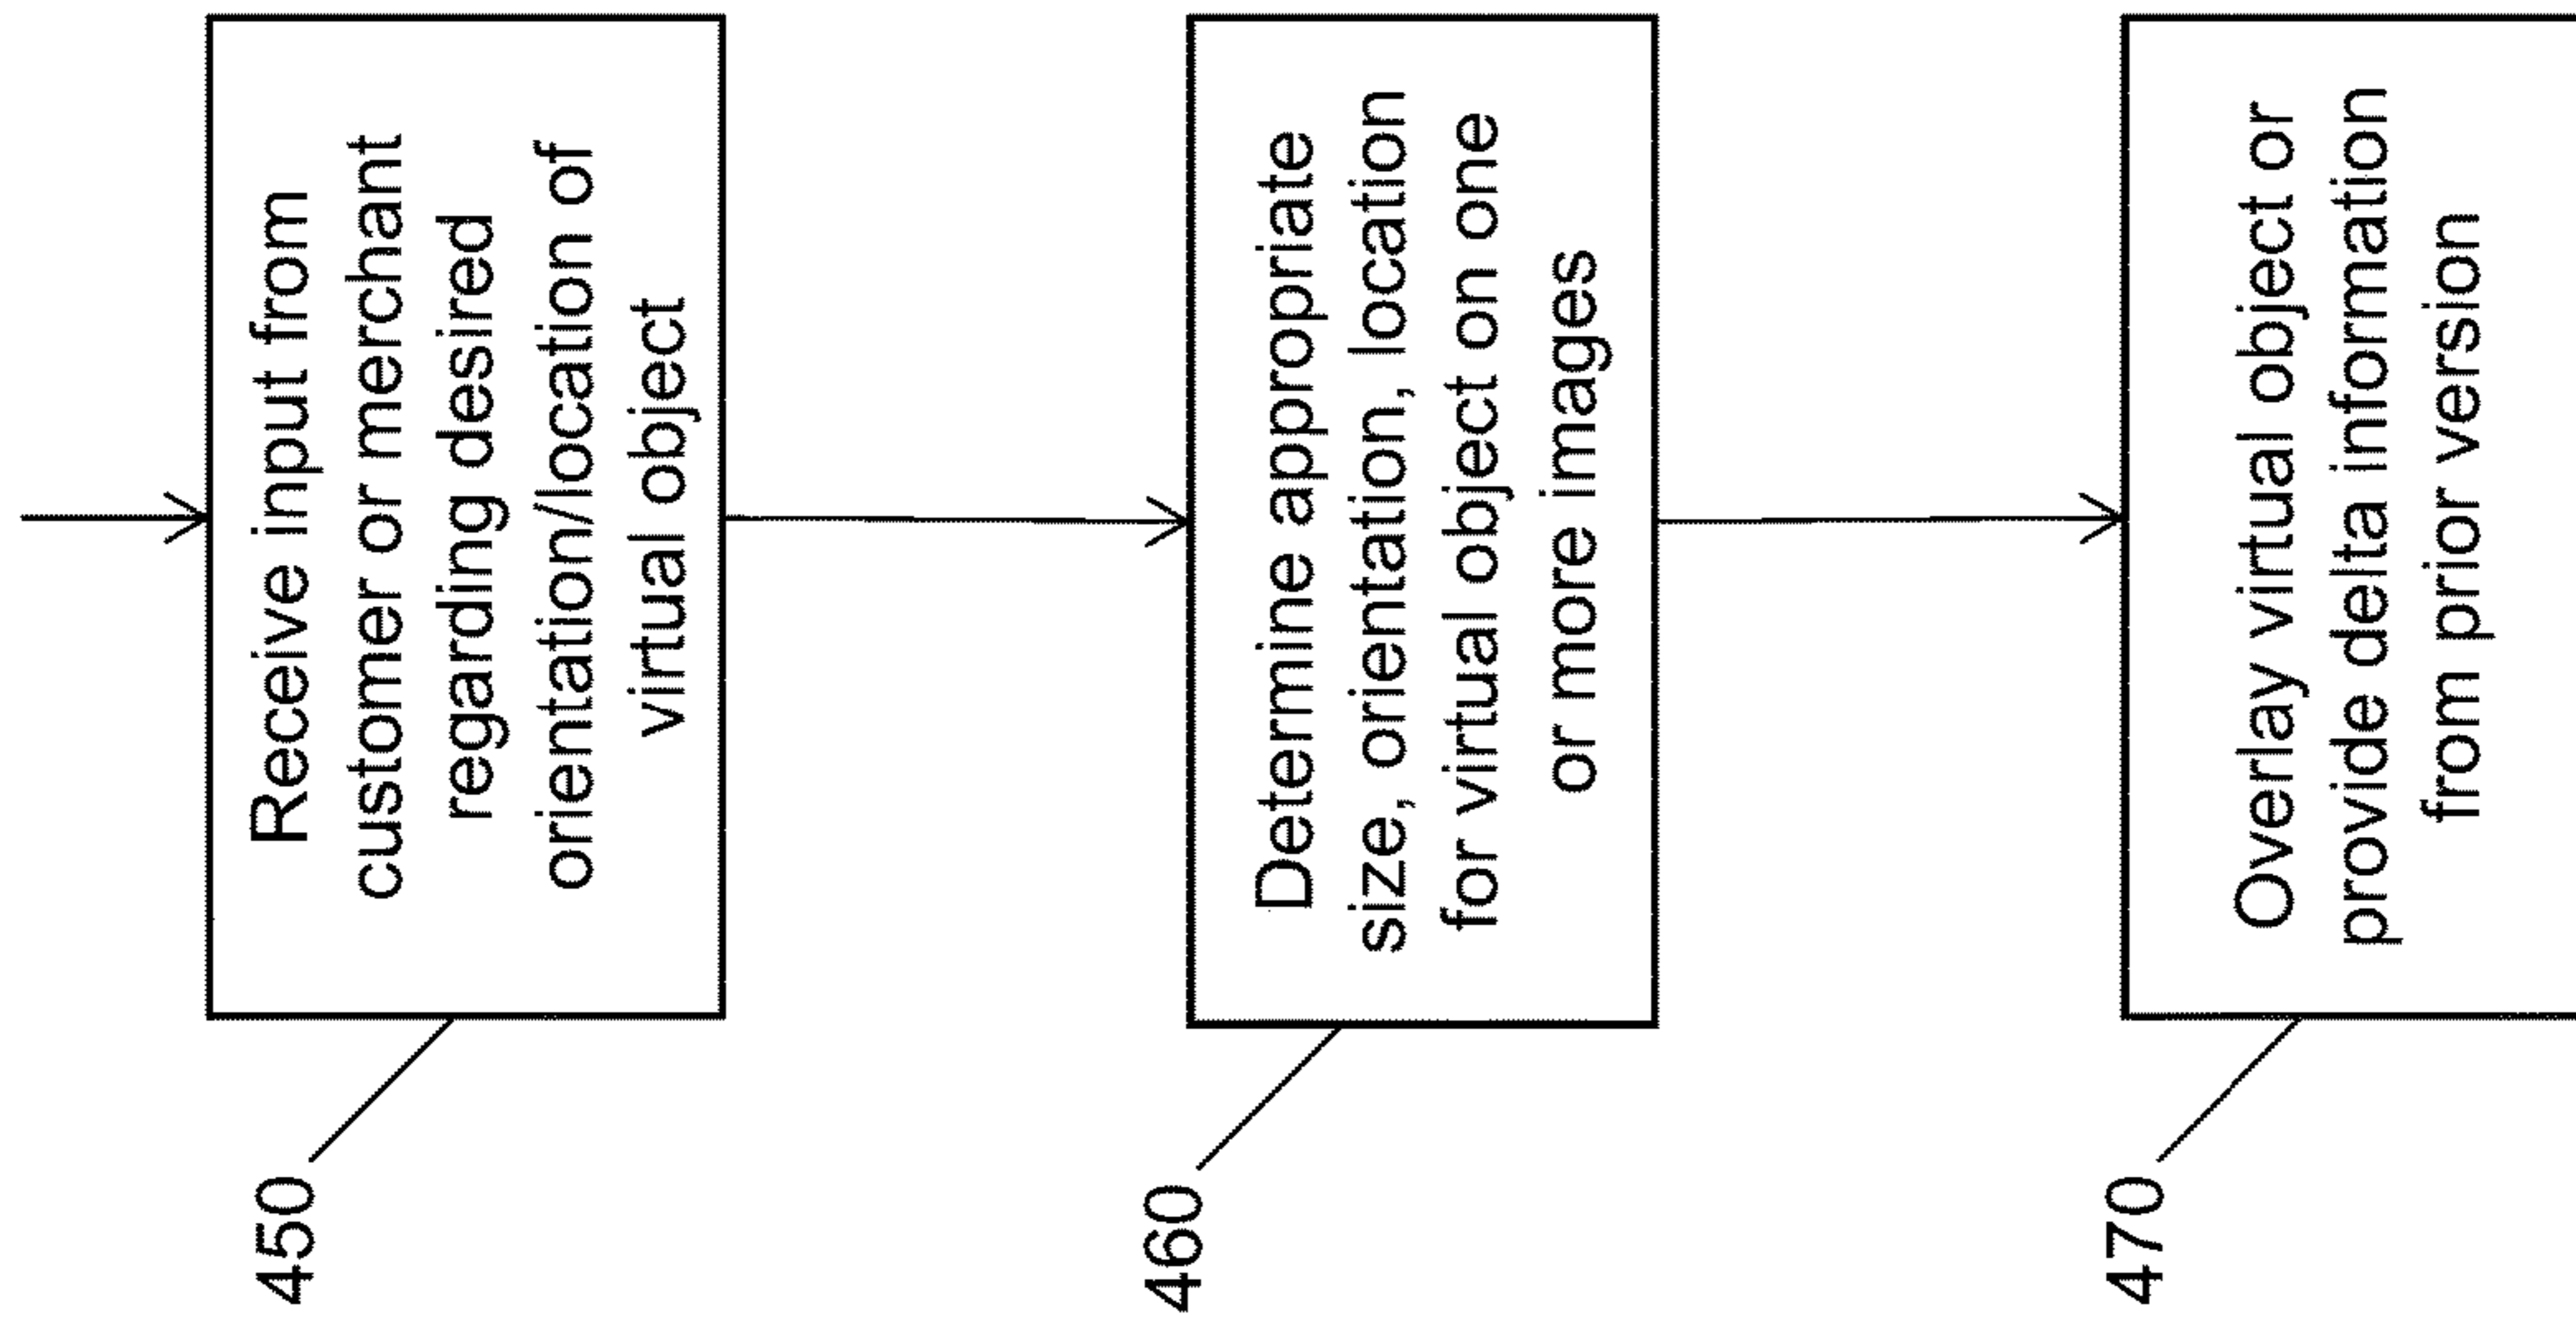 450
Receive input from
customer or merchant
regarding desired
orientation/location of
virtual object
460
Determine appropriate
size, orientation, location
for virtual object on one
or more images
470
Overlay virtual object or
provide delta information
from prior version